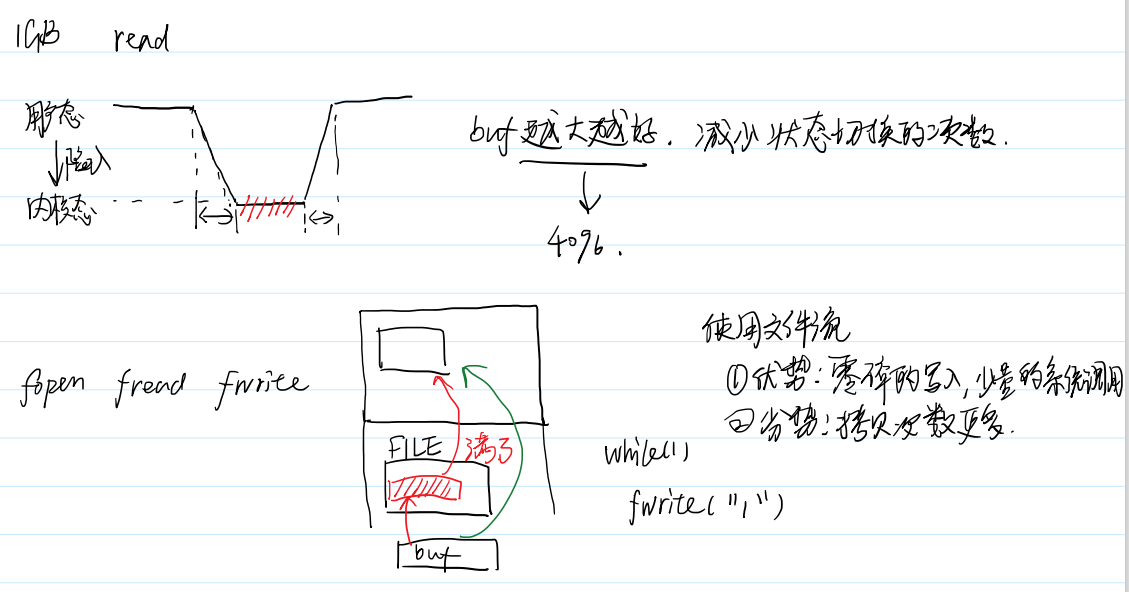 1GB read
用户态
陷入
内核态
buf越大越好. 减少状态切换的次数.
4096.
fopen fread fwrite
FILE
满了
buf
使用文件流
①优势: 零碎的写入, 少量的系统调用
②劣势: 拷贝次数更多.
while(1)
fwrite("1")